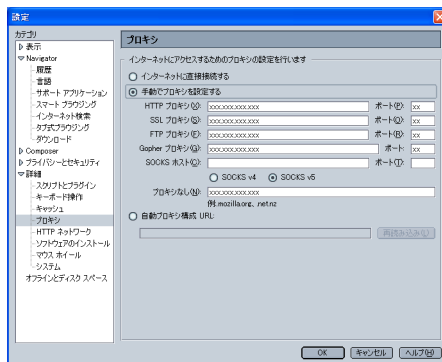 設定
カテゴリ
表示
Navigator
履歴
言語
サポート アプリケーション
スマート ブラウジング
インターネット検索
タブ式ブラウジング
ダウンロード
Composer
プライバシーとセキュリティ
詳細
スクリプトとプラグイン
キーボード操作
キャッシュ
プロキシ
HTTP ネットワーク
ソフトウェアのインストール
マウス ホイール
システム
オフラインとディスク スペース
プロキシ
インターネットにアクセスするためのプロキシの設定を行います
インターネットに直接接続する
手動でプロキシを設定する
HTTP プロキシ(X): xxx.xxx.xxx.xxx ポート(P): xx
SSL プロキシ(S): xxx.xxx.xxx.xxx ポート(O): xx
FTP プロキシ(F): xxx.xxx.xxx.xxx ポート(R): xx
Gopher プロキシ(G): xxx.xxx.xxx.xxx ポート: xx
SOCKS ホスト(C): ポート(T):
SOCKS v4 SOCKS v5
プロキシなし(N): xxx.xxx.xxx.xxx
例:mozilla.org, .net.nz
自動プロキシ構成 URL:
再読み込み(L)
OK キャンセル ヘルプ(H)